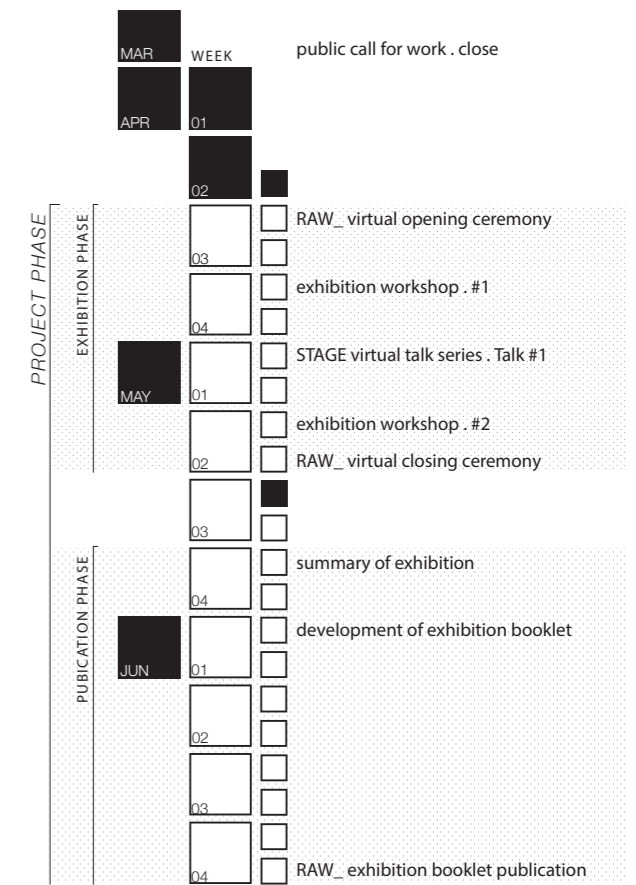 MAR WEEK public call for work . close
APR 01
02
PROJECT PHASE
EXHIBITION PHASE
RAW_ virtual opening ceremony
03
exhibition workshop . #1
04
STAGE virtual talk series . Talk #1
MAY 01
exhibition workshop . #2
02 RAW_ virtual closing ceremony
03
PUBICATION PHASE
summary of exhibition
04
development of exhibition booklet
JUN 01
02
03
04 RAW_ exhibition booklet publication